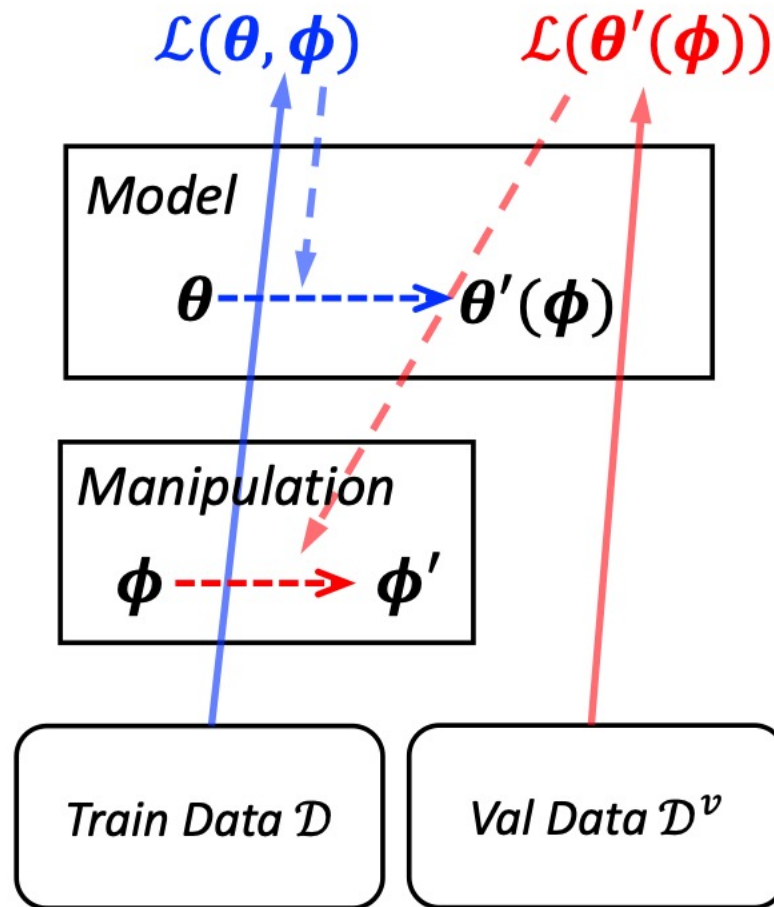 ℒ(θ, ϕ) ℒ(θ′(ϕ))
Model
θ θ′(ϕ)
Manipulation
ϕ ϕ′
Train Data 𝒟 Val Data 𝒟ᵛ